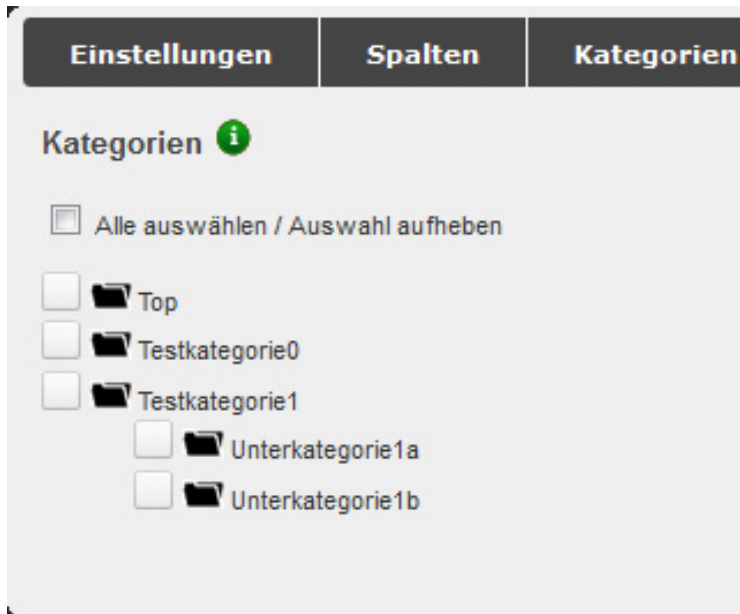 Einstellungen Spalten Kategorien
Kategorien i
Alle auswählen / Auswahl aufheben
Top
Testkategorie0
Testkategorie1
Unterkategorie1a
Unterkategorie1b